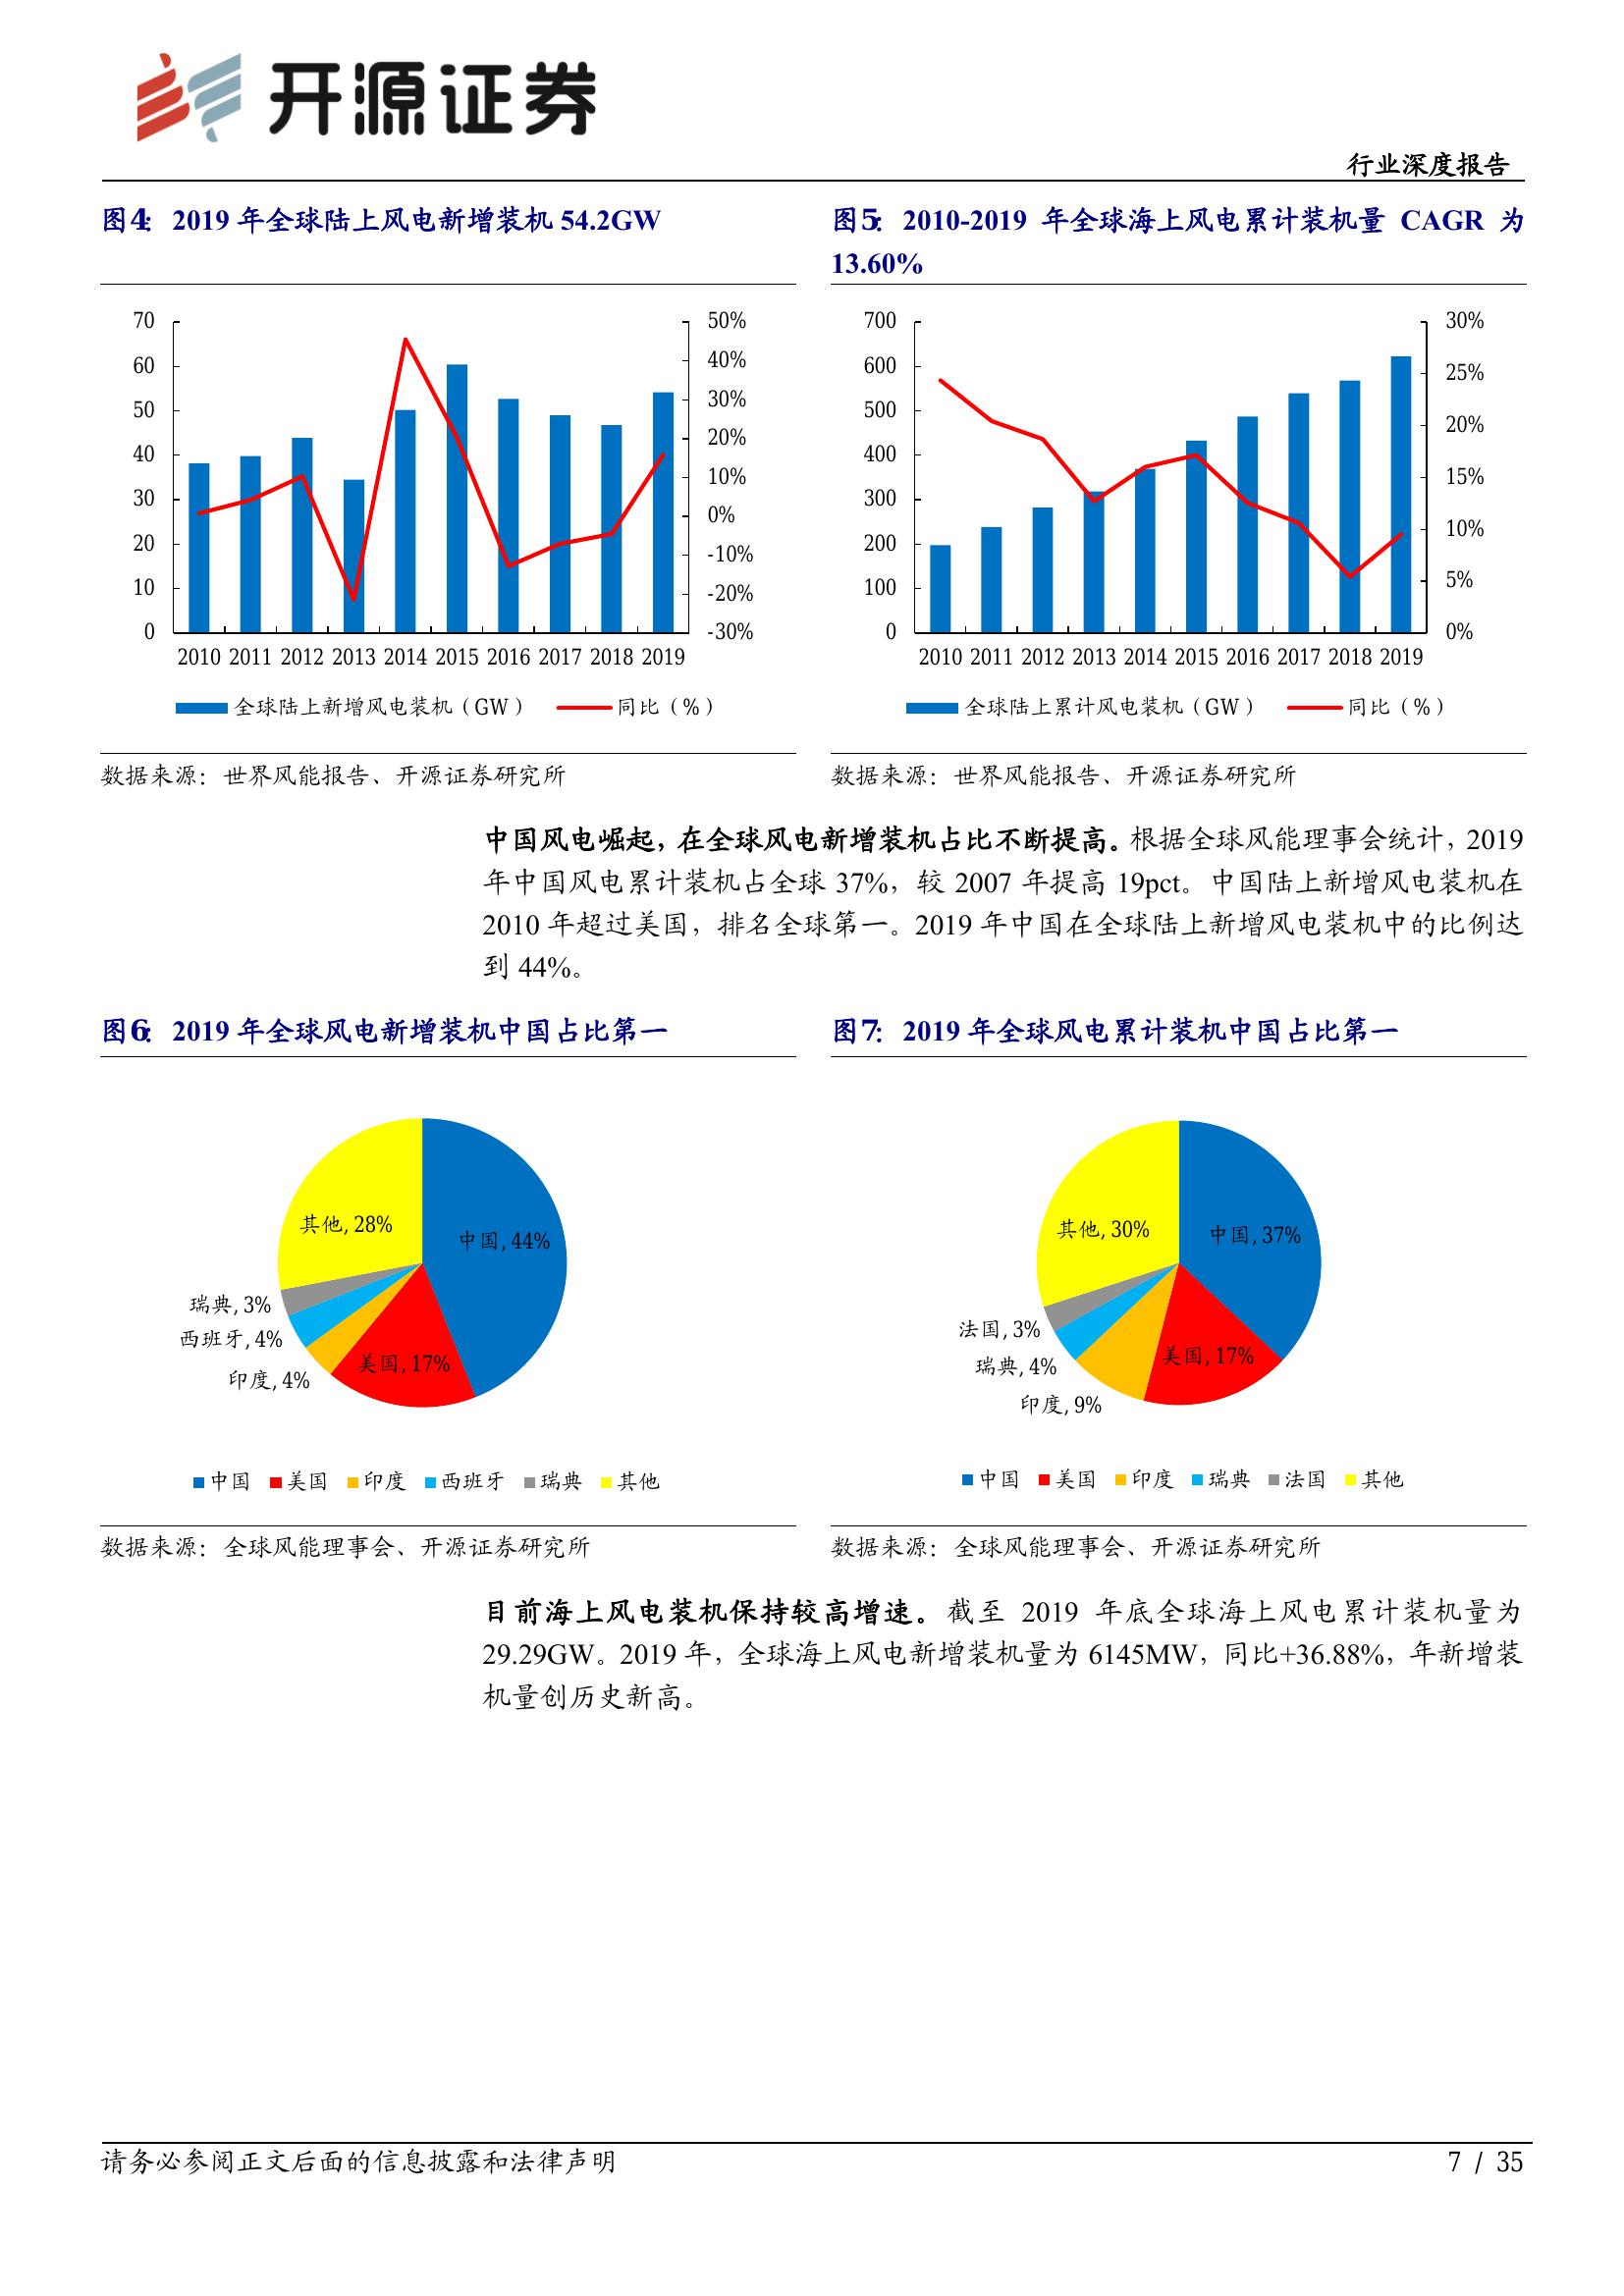 开源证券
行业深度报告
图4： 2019 年全球陆上风电新增装机 54.2GW
图5： 2010-2019 年全球海上风电累计装机量 CAGR 为
13.60%
70
60
50
40
30
20
10
0
50%
40%
30%
20%
10%
0%
-10%
-20%
-30%
2010 2011 2012 2013 2014 2015 2016 2017 2018 2019
全球陆上新增风电装机（GW） 同比（%）
700
600
500
400
300
200
100
0
30%
25%
20%
15%
10%
5%
0%
2010 2011 2012 2013 2014 2015 2016 2017 2018 2019
全球陆上累计风电装机（GW） 同比（%）
数据来源：世界风能报告、开源证券研究所
数据来源：世界风能报告、开源证券研究所
中国风电崛起，在全球风电新增装机占比不断提高。根据全球风能理事会统计，2019
年中国风电累计装机占全球 37%，较 2007 年提高 19pct。中国陆上新增风电装机在
2010 年超过美国，排名全球第一。2019 年中国在全球陆上新增风电装机中的比例达
到 44%。
图6： 2019 年全球风电新增装机中国占比第一
图7： 2019 年全球风电累计装机中国占比第一
其他, 28%
中国, 44%
瑞典, 3%
西班牙, 4%
美国, 17%
印度, 4%
中国 美国 印度 西班牙 瑞典 其他
其他, 30%
中国, 37%
法国, 3%
美国, 17%
瑞典, 4%
印度, 9%
中国 美国 印度 瑞典 法国 其他
数据来源：全球风能理事会、开源证券研究所
数据来源：全球风能理事会、开源证券研究所
目前海上风电装机保持较高增速。截至 2019 年底全球海上风电累计装机量为
29.29GW。2019 年，全球海上风电新增装机量为 6145MW，同比+36.88%，年新增装
机量创历史新高。
请务必参阅正文后面的信息披露和法律声明
7 / 35